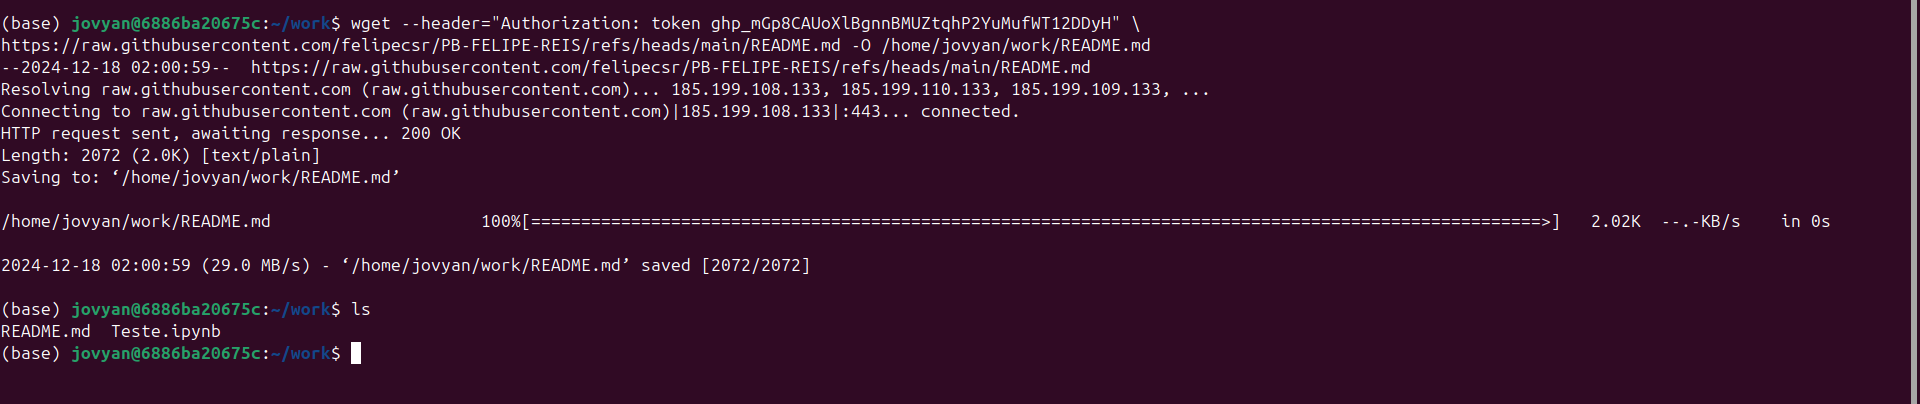 (base) jovyan@6886ba20675c:~/work$ wget --header="Authorization: token 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" \
https://raw.githubusercontent.com/felipecsr/PB-FELIPE-REIS/refs/heads/main/README.md -O /home/jovyan/work/README.md
--2024-12-18 02:00:59--  https://raw.githubusercontent.com/felipecsr/PB-FELIPE-REIS/refs/heads/main/README.md
Resolving raw.githubusercontent.com (raw.githubusercontent.com)... 185.199.108.133, 185.199.110.133, 185.199.109.133, ...
Connecting to raw.githubusercontent.com (raw.githubusercontent.com)|185.199.108.133|:443... connected.
HTTP request sent, awaiting response... 200 OK
Length: 2072 (2.0K) [text/plain]
Saving to: ‘/home/jovyan/work/README.md’
/home/jovyan/work/README.md 100%[=====================================================================================================>] 2.02K --.-KB/s in 0s
2024-12-18 02:00:59 (29.0 MB/s) - ‘/home/jovyan/work/README.md’ saved [2072/2072]
(base) jovyan@6886ba20675c:~/work$ ls
README.md  Teste.ipynb
(base) jovyan@6886ba20675c:~/work$